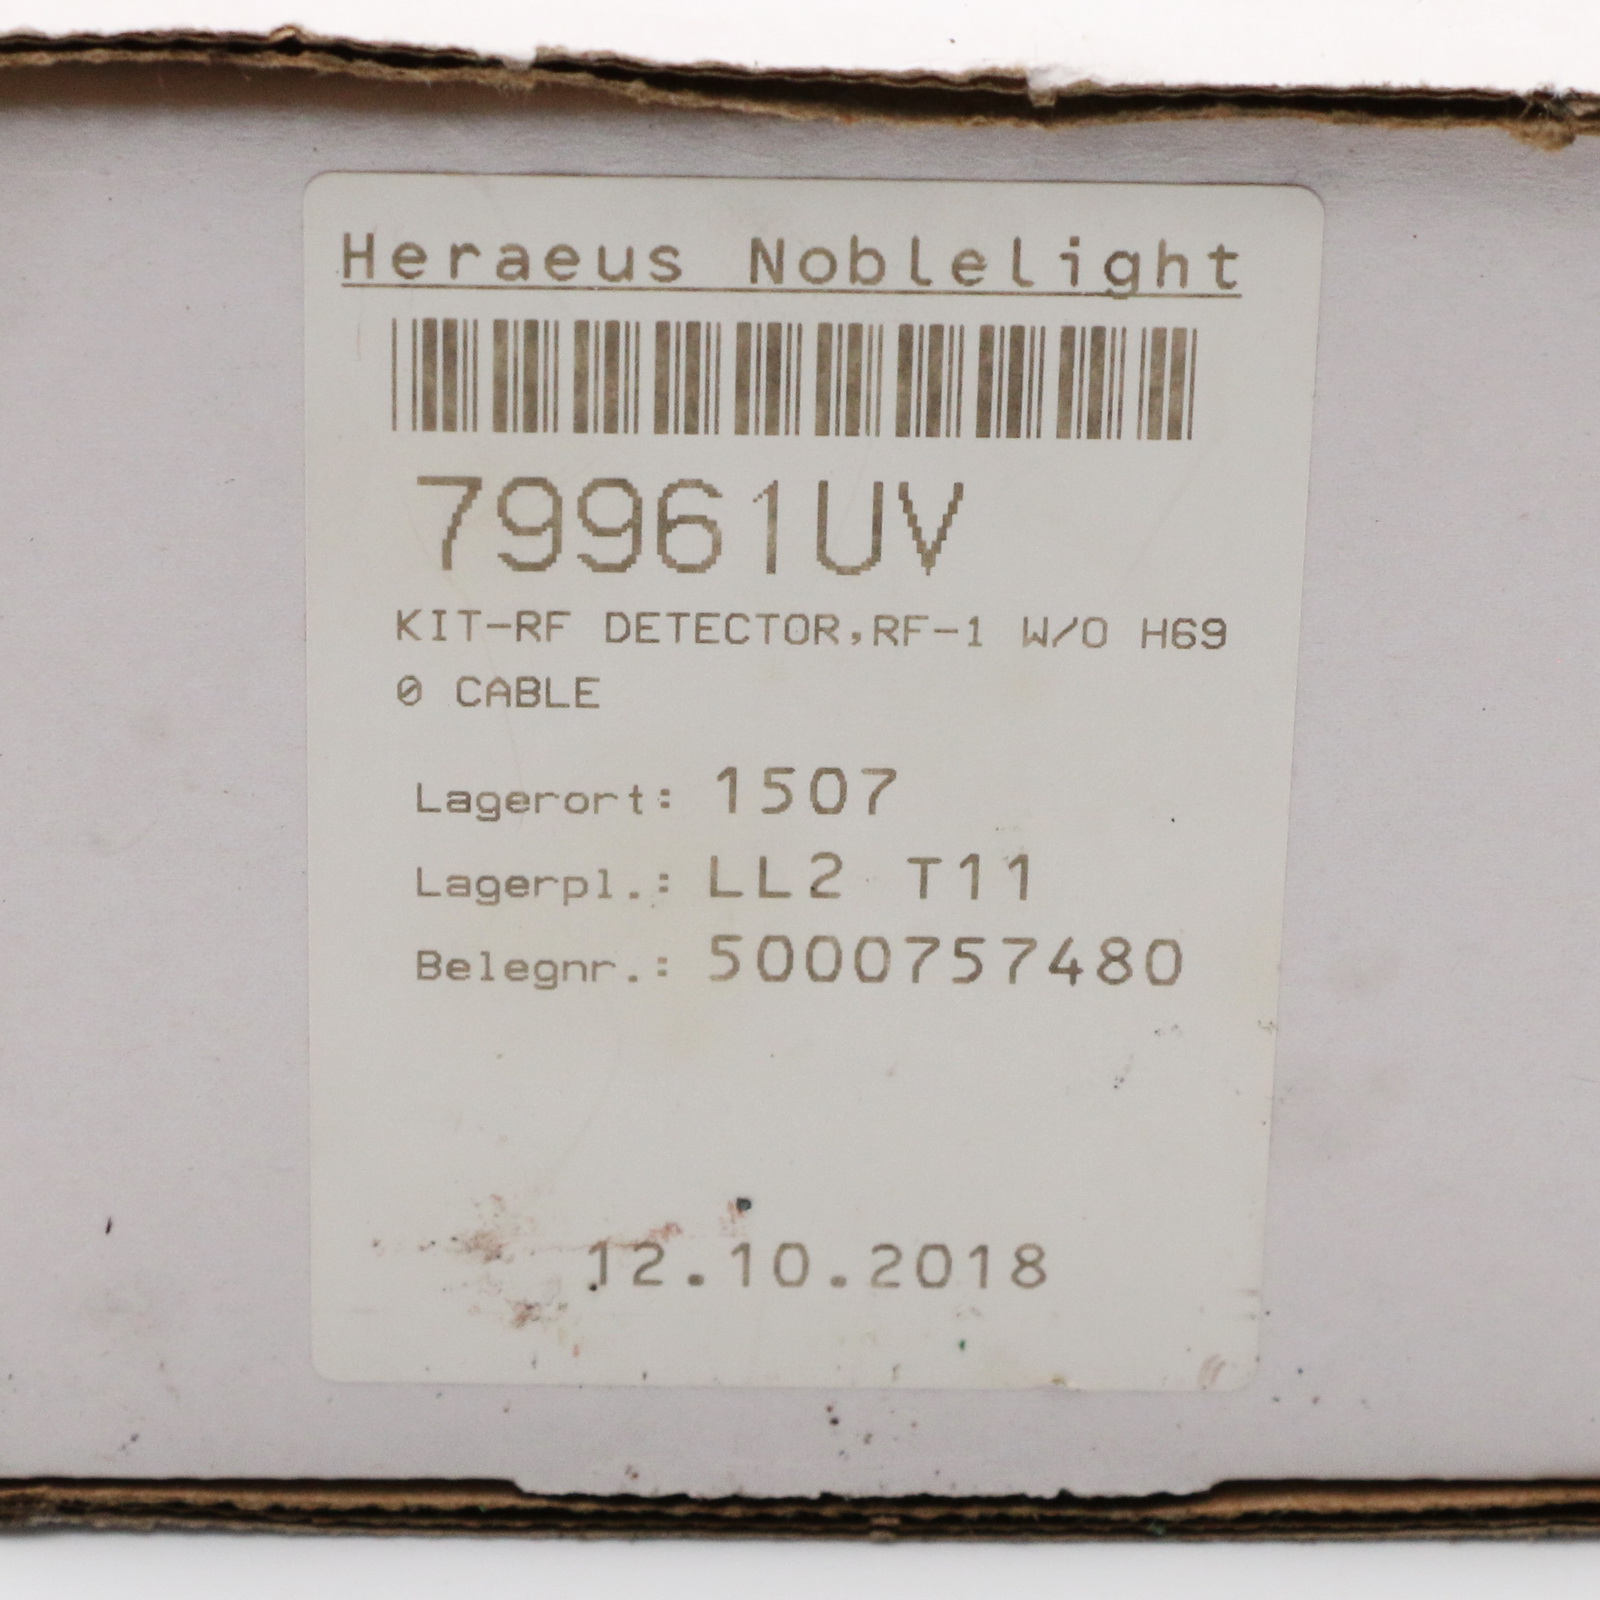 Heraeus Noblelight
79961UV
KIT-RF DETECTOR,RF-1 W/O H69
0 CABLE
Lagerort: 1507
Lagerpl.: LL2 T11
Belegnr.: 5000757480
12.10.2018